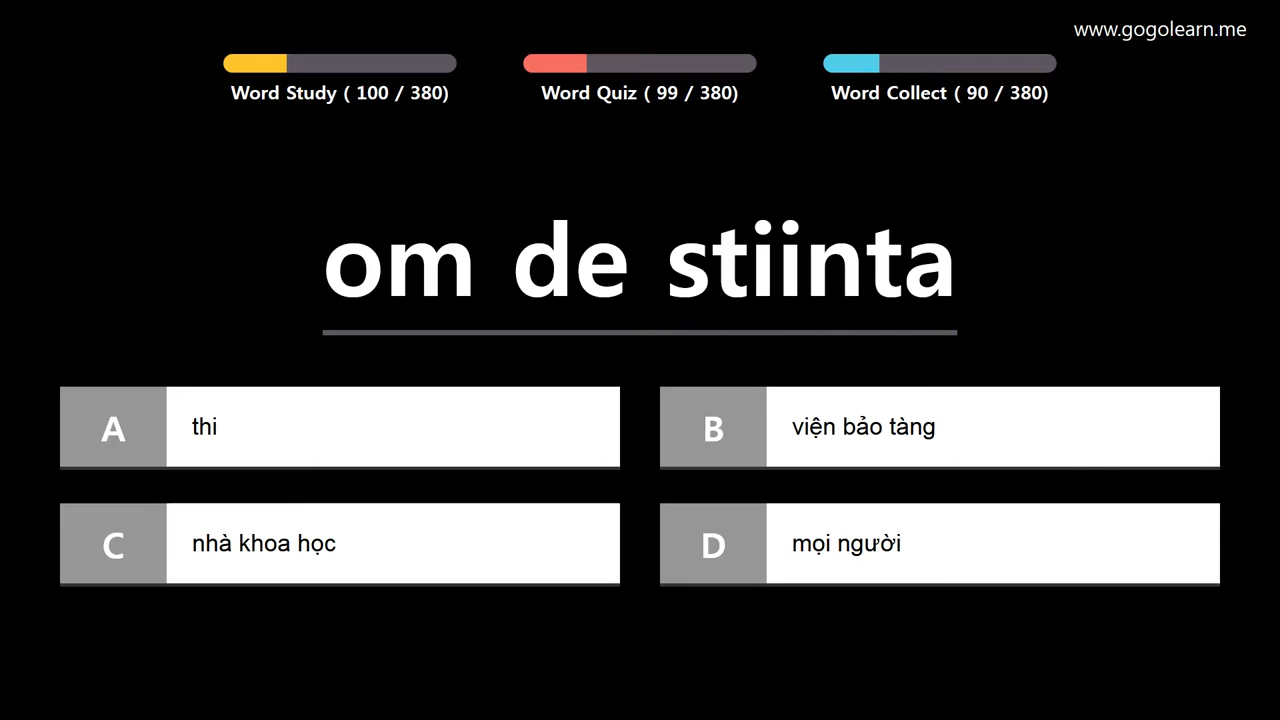 www.gogolearn.me
Word Study ( 100 / 380)
Word Quiz ( 99 / 380)
Word Collect ( 90 / 380)
om de stiinta
A thi
B viện bảo tàng
C nhà khoa học
D mọi người